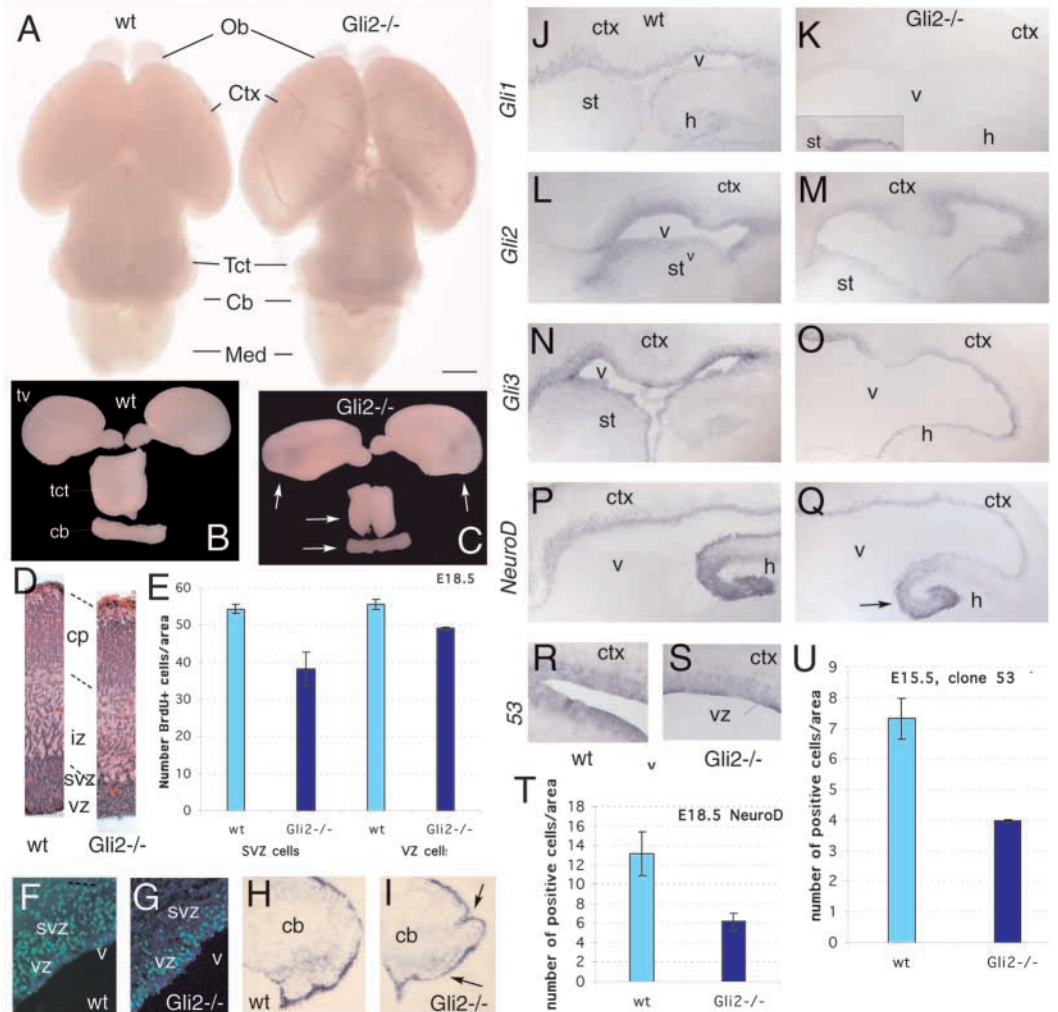 A
wt
Ob
Gli2-/-
Ctx
Tct
Cb
Med
tv
wt
tct
cb
B
Gli2-/-
C
D
cp
iz
svz
vz
wt
Gli2-/-
E
E18.5
Number BrdU+ cells/area
60
50
40
30
20
10
0
wt
Gli2-/-
wt
Gli2-/-
SVZ cells
VZ cell:
F
svz
vz
v
wt
G
svz
vz
v
Gli2-/-
H
cb
wt
I
cb
Gli2-/-
J
ctx
wt
v
st
h
Gli1
K
Gli2-/-
ctx
v
st
h
L
ctx
v
st
v
Gli2
M
ctx
st
N
ctx
v
st
Gli3
O
ctx
v
h
P
ctx
v
h
NeuroD
Q
ctx
v
h
R
ctx
53
wt
v
S
ctx
vz
Gli2-/-
T
E18.5 NeuroD
number of positive cells/area
18
16
14
12
10
8
6
4
2
0
wt
Gli2-/-
U
E15.5, clone 53
number of positive cells/area
9
8
7
6
5
4
3
2
1
0
wt
Gli2-/-